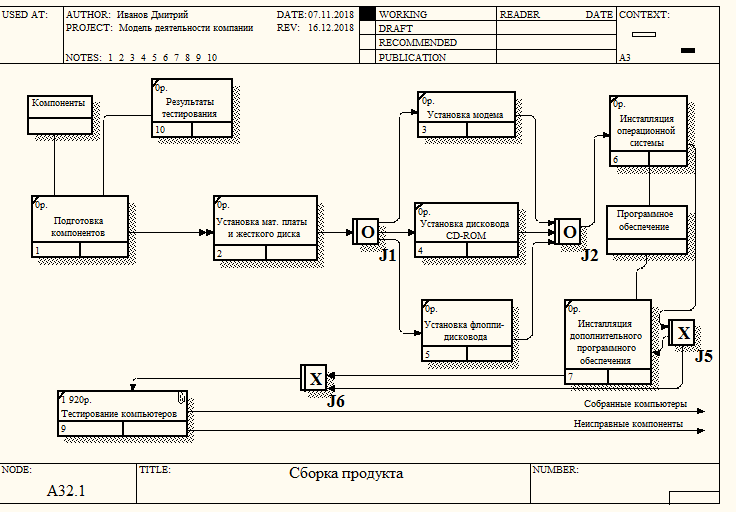 USED AT:
AUTHOR: Иванов Дмитрий
DATE: 07.11.2018
WORKING
READER
DATE
CONTEXT:
PROJECT: Модель деятельности компании
REV: 16.12.2018
DRAFT
RECOMMENDED
NOTES: 1 2 3 4 5 6 7 8 9 10
PUBLICATION
A3
Компоненты
0р.
Результаты
тестирования
10
0р.
Установка модема
3
0р.
Инсталляция
операционной
системы
6
0р.
Подготовка
компонентов
1
0р.
Установка мат. платы
и жесткого диска
2
O
J1
0р.
Установка дисковода
CD-ROM
4
O
J2
Программное
обеспечение
0р.
Установка флоппи-
дисковода
5
0р.
Инсталляция
дополнительного
програмного
обеспечения
7
X
J5
X
J6
1 920р.
Тестирование компьютеров
9
Собранные компьютеры
Неисправные компоненты
NODE:
A32.1
TITLE:
Сборка продукта
NUMBER: